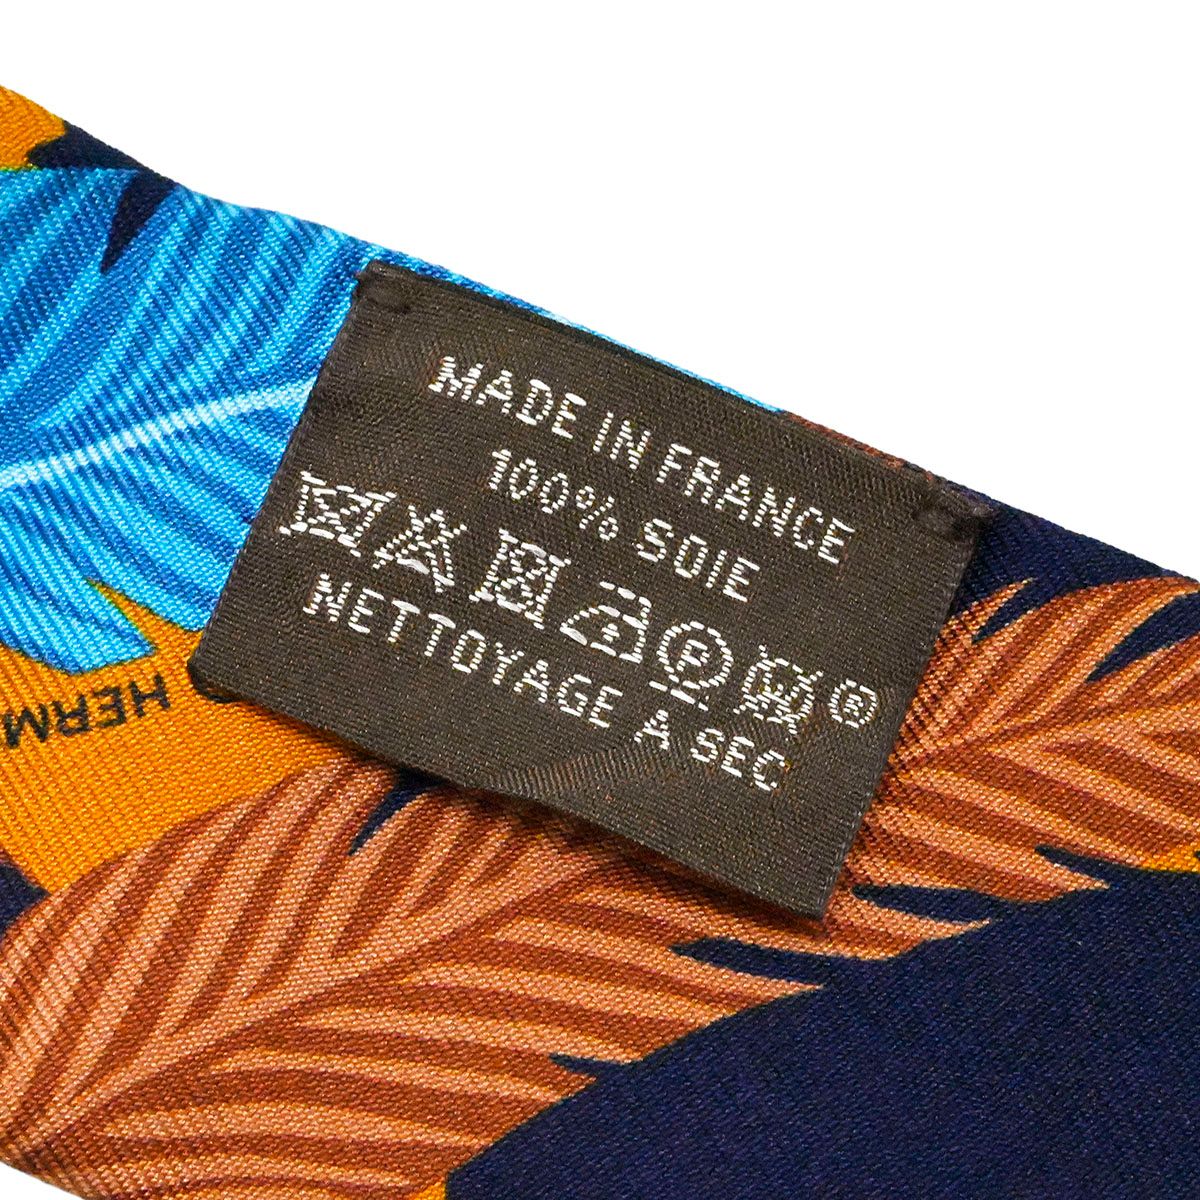 MADE IN FRANCE
100% SOIE
F W ®
NETTOYAGE A SEC
HERM